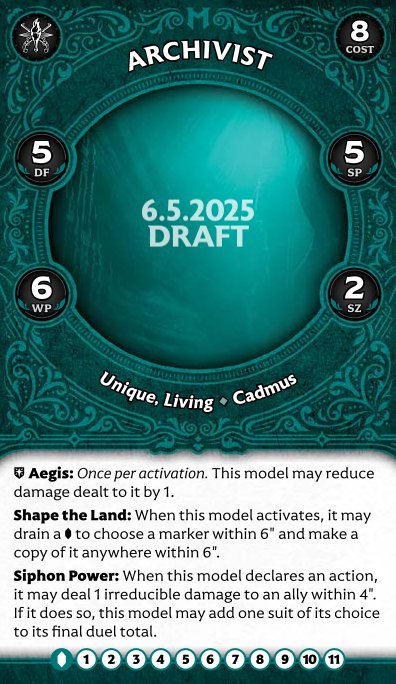 8
COST
ARCHIVIST
5
DF
5
SP
6.5.2025
DRAFT
6
WP
2
SZ
Unique, Living ⬥ Cadmus
Aegis: Once per activation. This model may reduce
damage dealt to it by 1.
Shape the Land: When this model activates, it may
drain a to choose a marker within 6" and make a
copy of it anywhere within 6".
Siphon Power: When this model declares an action,
it may deal 1 irreducible damage to an ally within 4".
If it does so, this model may add one suit of its choice
to its final duel total.
1 2 3 4 5 6 7 8 9 10 11